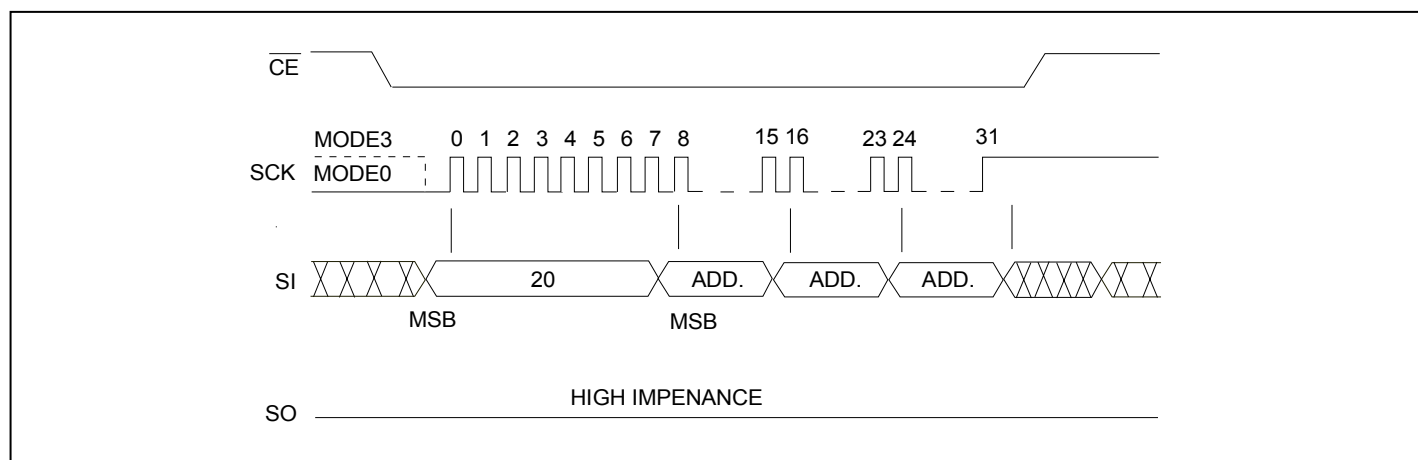 CE
MODE3 0 1 2 3 4 5 6 7 8 15 16 23 24 31
SCK MODE0
SI 20 ADD. ADD. ADD.
MSB MSB
HIGH IMPENANCE
SO